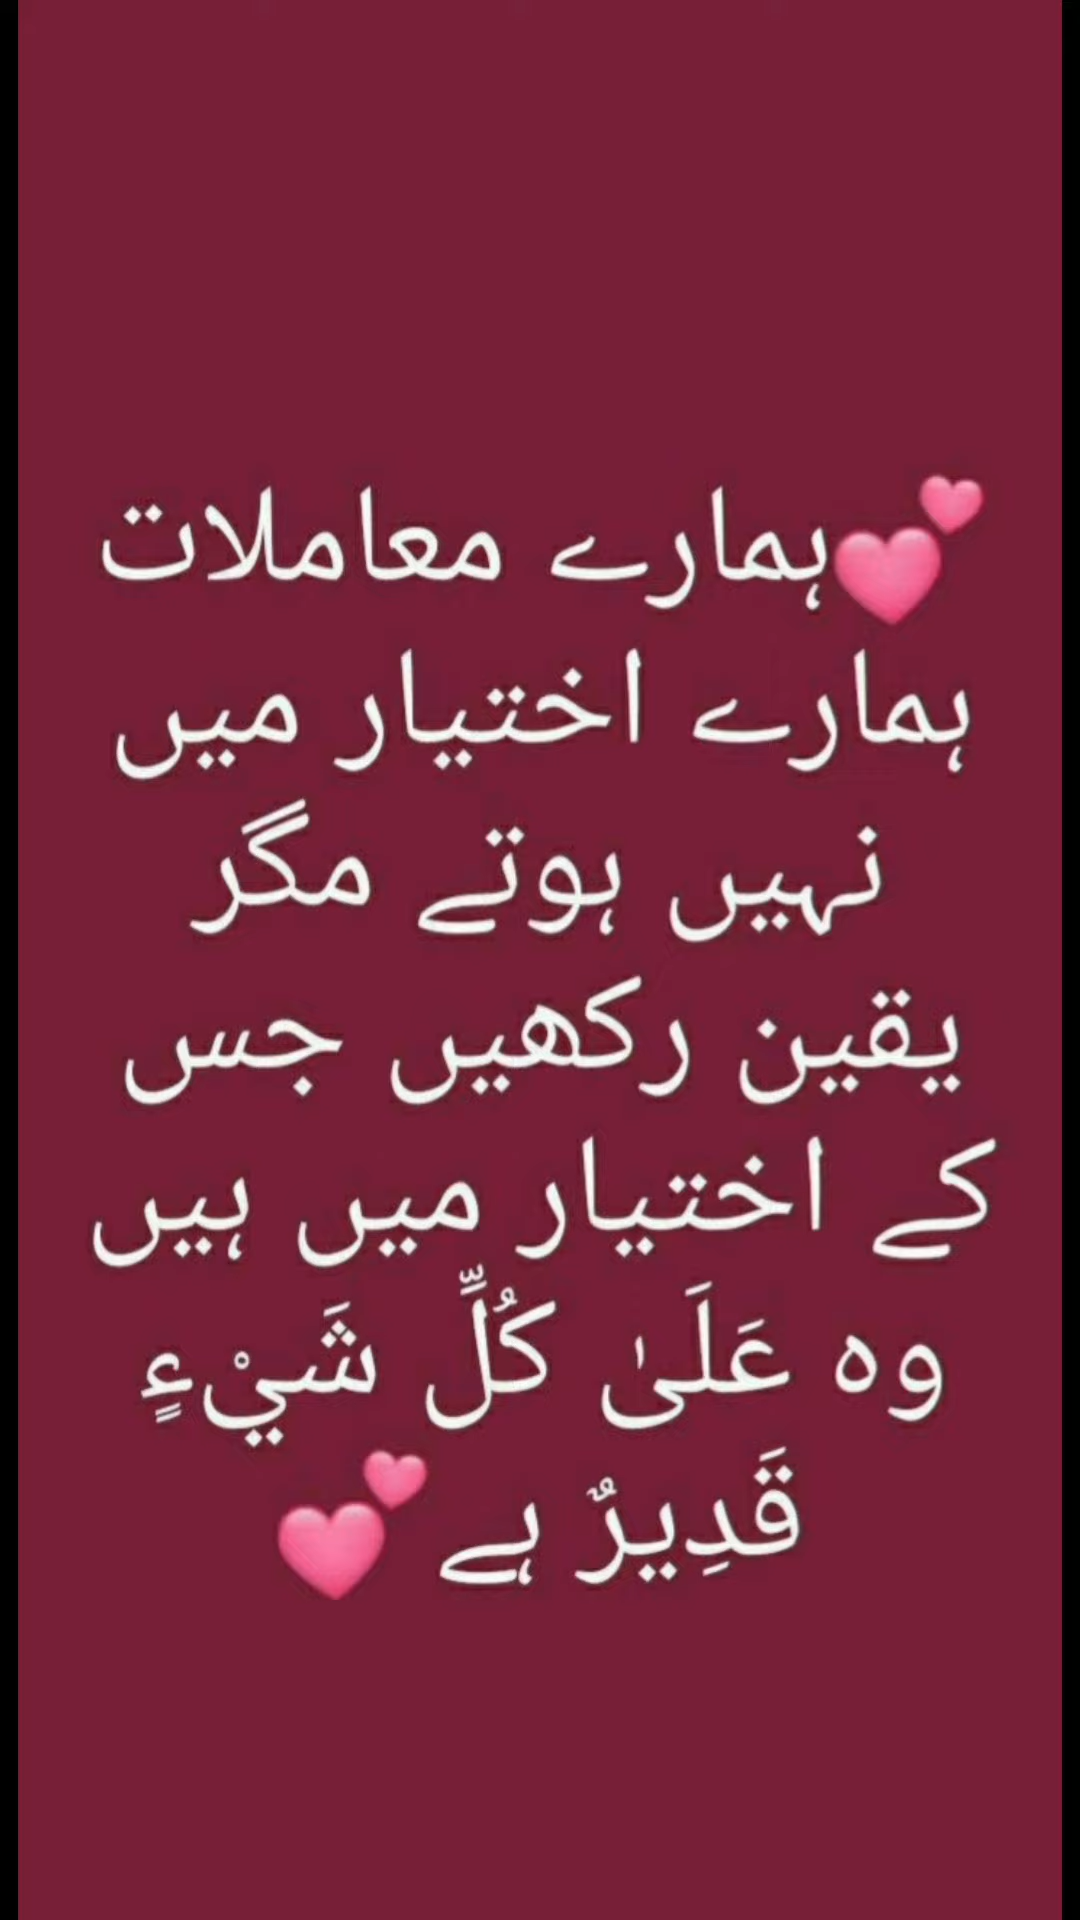 💕ہمارے معاملات
ہمارے اختیار میں
نہیں ہوتے مگر
یقین رکھیں جس
کے اختیار میں ہیں
وہ عَلَىٰ كُلِّ شَيْءٍ
قَدِيرٌ ہے💕